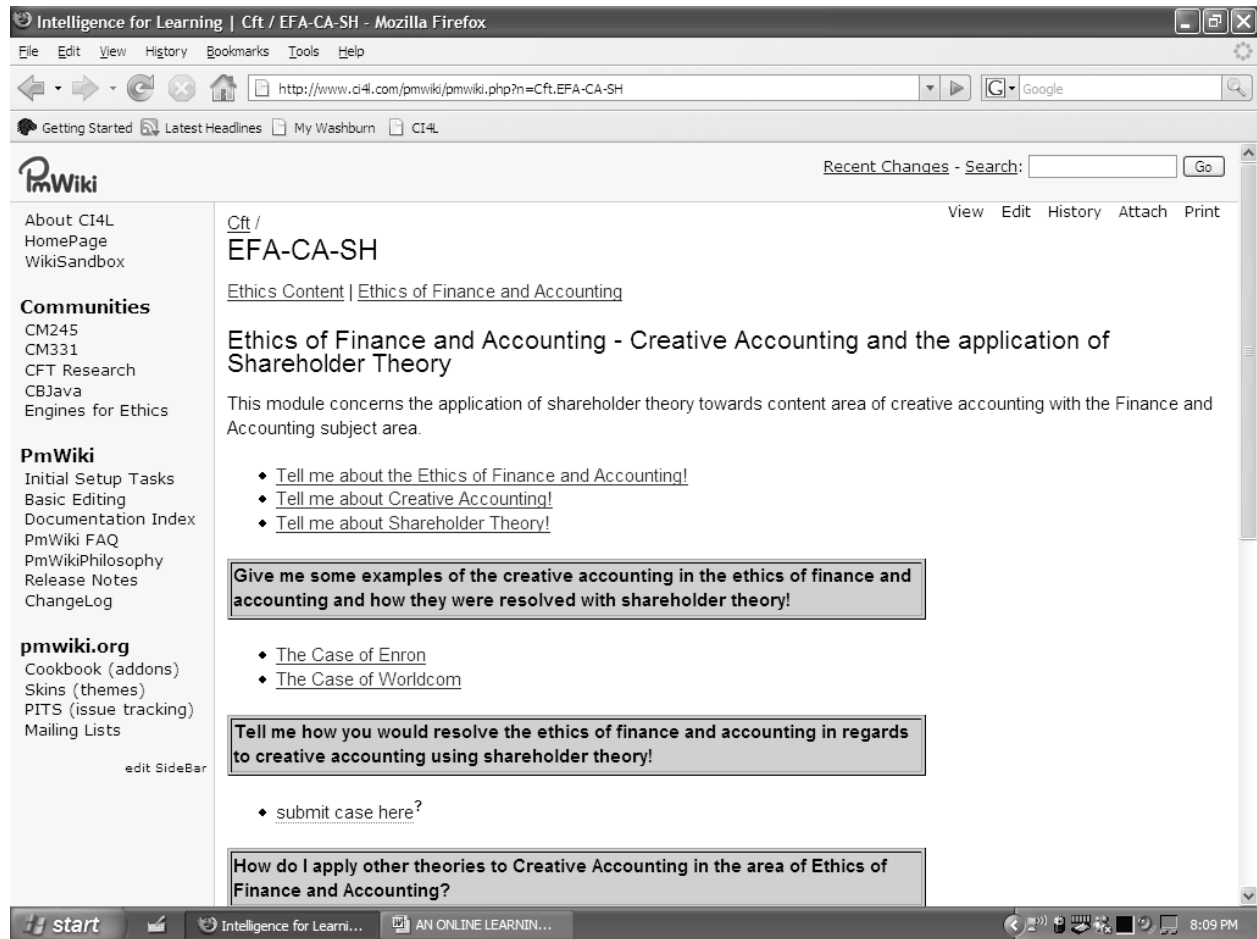 Intelligence for Learning | Cft / EFA-CA-SH - Mozilla Firefox
File Edit View History Bookmarks Tools Help
http://www.ci4l.com/pmwiki/pmwiki.php?n=Cft.EFA-CA-SH
G Google
Getting Started Latest Headlines My Washburn CI4L
PmWiki
Recent Changes - Search: Go
View Edit History Attach Print
About CI4L
HomePage
WikiSandbox
Communities
CM245
CM331
CFT Research
CBJava
Engines for Ethics
PmWiki
Initial Setup Tasks
Basic Editing
Documentation Index
PmWiki FAQ
PmWikiPhilosophy
Release Notes
ChangeLog
pmwiki.org
Cookbook (addons)
Skins (themes)
PITS (issue tracking)
Mailing Lists
edit SideBar
Cft /
EFA-CA-SH
Ethics Content | Ethics of Finance and Accounting
Ethics of Finance and Accounting - Creative Accounting and the application of
Shareholder Theory
This module concerns the application of shareholder theory towards content area of creative accounting with the Finance and
Accounting subject area.
Tell me about the Ethics of Finance and Accounting!
Tell me about Creative Accounting!
Tell me about Shareholder Theory!
Give me some examples of the creative accounting in the ethics of finance and
accounting and how they were resolved with shareholder theory!
The Case of Enron
The Case of Worldcom
Tell me how you would resolve the ethics of finance and accounting in regards
to creative accounting using shareholder theory!
submit case here?
How do I apply other theories to Creative Accounting in the area of Ethics of
Finance and Accounting?
start Intelligence for Learni... AN ONLINE LEARNIN... 8:09 PM